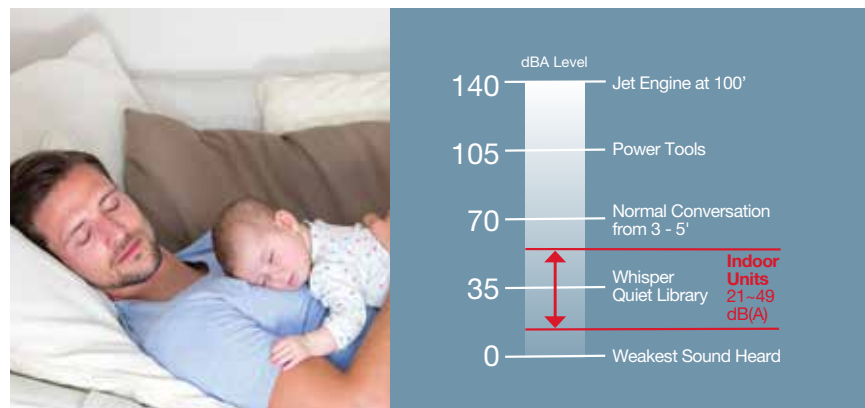 dBA Level
140
Jet Engine at 100’
105
Power Tools
70
Normal Conversation
from 3 - 5'
35
Whisper
Quiet Library
Indoor
Units
21~49
dB(A)
0
Weakest Sound Heard